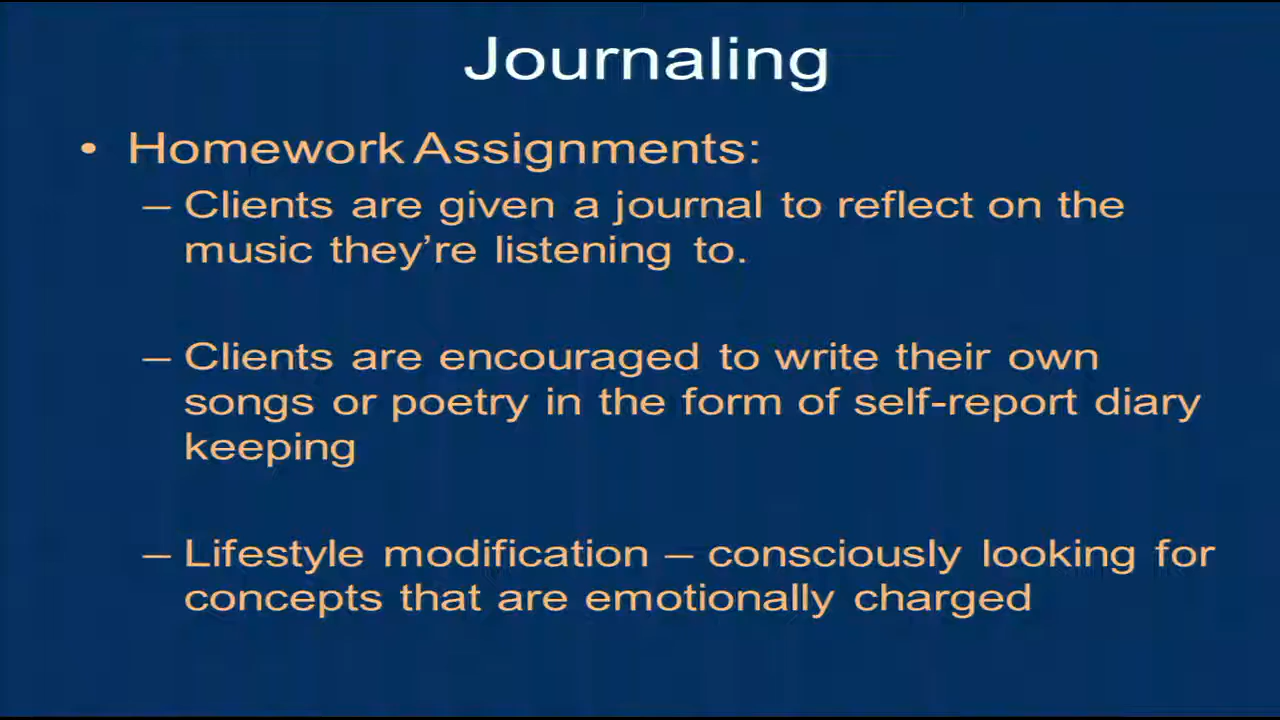 Journaling
• Homework Assignments:
– Clients are given a journal to reflect on the
music they’re listening to.
– Clients are encouraged to write their own
songs or poetry in the form of self-report diary
keeping
– Lifestyle modification – consciously looking for
concepts that are emotionally charged